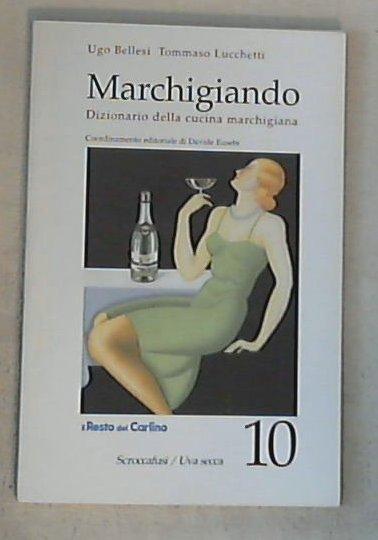 Ugo Bellesi Tommaso Lucchetti
Marchigiando
Dizionario della cucina marchigiana
Coordinamento editoriale di Davide Eusebi
il Resto del Carlino
10
Scroccafusi / Uva secca